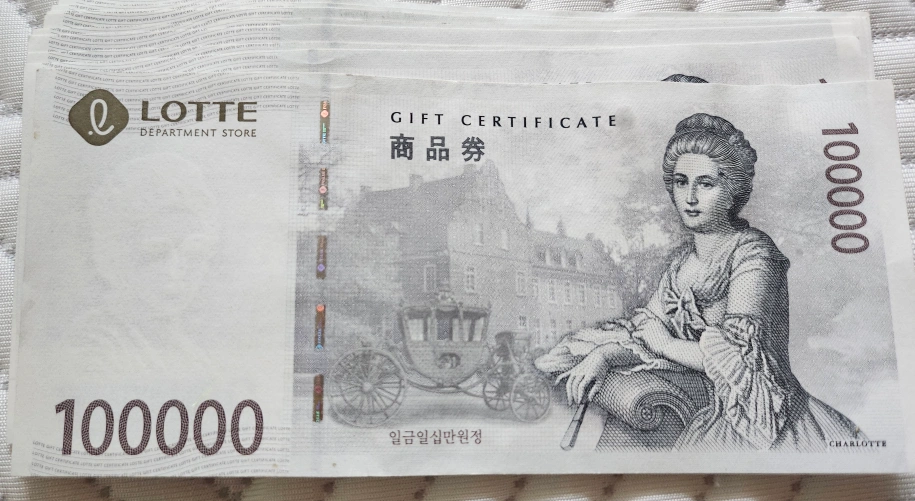 LOTTE
DEPARTMENT STORE
GIFT CERTIFICATE
商品券
100000
100000
일금일십만원정
CHARLOTTE